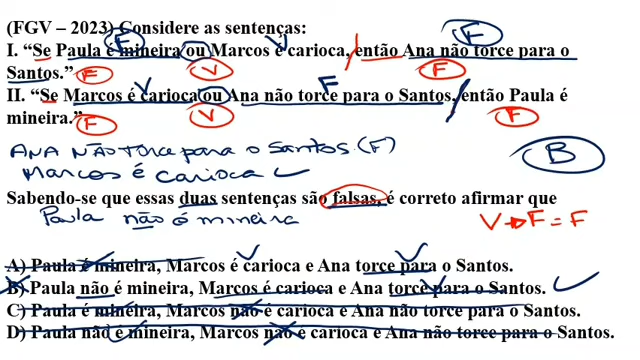 (FGV – 2023) Considere as sentenças:
F
F
I. “Se Paula é mineira ou Marcos é carioca, então Ana não torce para o
V
Santos.”
F V F
V F
II. “Se Marcos é carioca ou Ana não torce para o Santos, então Paula é
mineira.”
F V F
ANA NÃO TORCE PARA O SANTOS. (F)
MARCOS É CARIOCA
B
Sabendo-se que essas duas sentenças são falsas, é correto afirmar que
Paula não é mineira
V→F = F
A) Paula é mineira, Marcos é carioca e Ana torce para o Santos.
B) Paula não é mineira, Marcos é carioca e Ana torce para o Santos.
C) Paula é mineira, Marcos não é carioca e Ana não torce para o Santos.
D) Paula não é mineira, Marcos não é carioca e Ana não torce para o Santos.